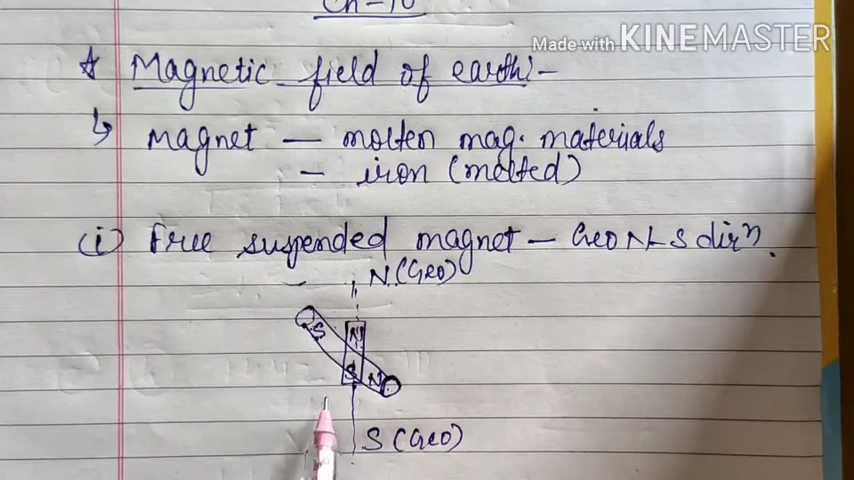 Ch-10
Made with KINEMASTER
* Magnetic field of earth:-
↳ Magnet — molten mag. materials
- iron (molted)
(i) Free suspended magnet - Geo N-S dirⁿ.
N (Geo)
S N
S N
S (Geo)